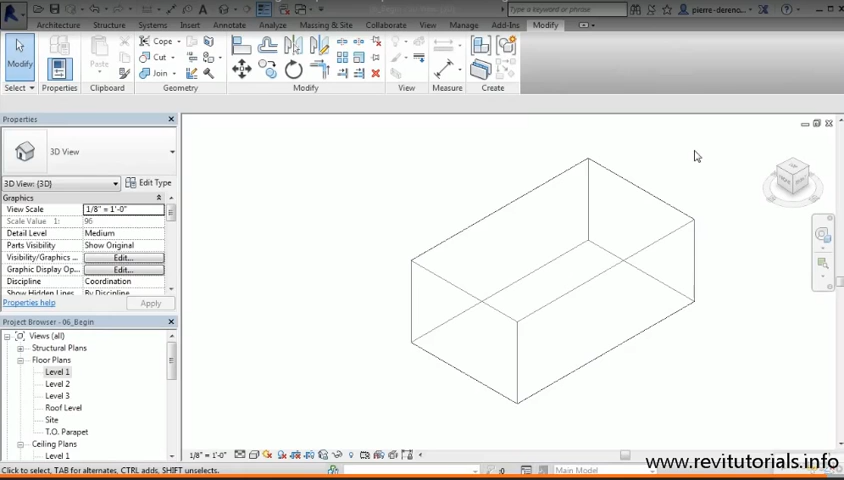 Type a keyword or phrase
pierre-dereno...
Architecture Structure Systems Insert Annotate Analyze Massing & Site Collaborate View Manage Add-Ins Modify
Modify
Paste
Cope
Cut
Join
Select Properties Clipboard Geometry Modify View Measure Create
Properties
3D View
3D View: {3D} Edit Type
Graphics
View Scale 1/8" = 1'-0"
Scale Value 1: 96
Detail Level Medium
Parts Visibility Show Original
Visibility/Graphics ... Edit...
Graphic Display Op... Edit...
Discipline Coordination
Show Hidden Lines By Discipline
Properties help Apply
Project Browser - 06_Begin
Views (all)
Structural Plans
Floor Plans
Level 1
Level 2
Level 3
Roof Level
Site
T.O. Parapet
Ceiling Plans
Level 1
1/8" = 1'-0"
Click to select, TAB for alternates, CTRL adds, SHIFT unselects.
:0
Main Model
www.revitutorials.info